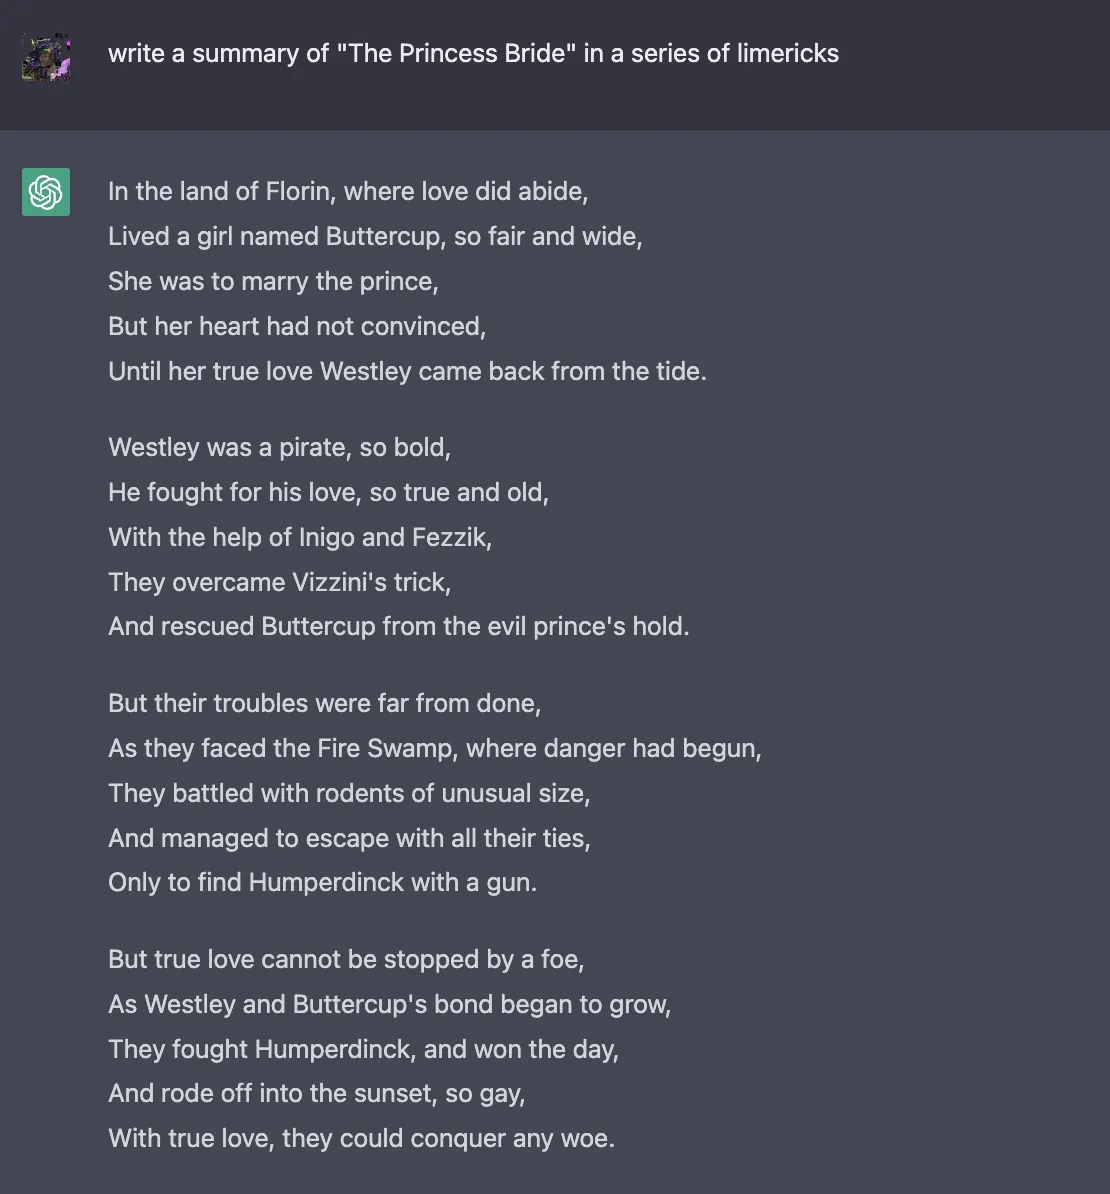 write a summary of "The Princess Bride" in a series of limericks
In the land of Florin, where love did abide,
Lived a girl named Buttercup, so fair and wide,
She was to marry the prince,
But her heart had not convinced,
Until her true love Westley came back from the tide.
Westley was a pirate, so bold,
He fought for his love, so true and old,
With the help of Inigo and Fezzik,
They overcame Vizzini's trick,
And rescued Buttercup from the evil prince's hold.
But their troubles were far from done,
As they faced the Fire Swamp, where danger had begun,
They battled with rodents of unusual size,
And managed to escape with all their ties,
Only to find Humperdinck with a gun.
But true love cannot be stopped by a foe,
As Westley and Buttercup's bond began to grow,
They fought Humperdinck, and won the day,
And rode off into the sunset, so gay,
With true love, they could conquer any woe.